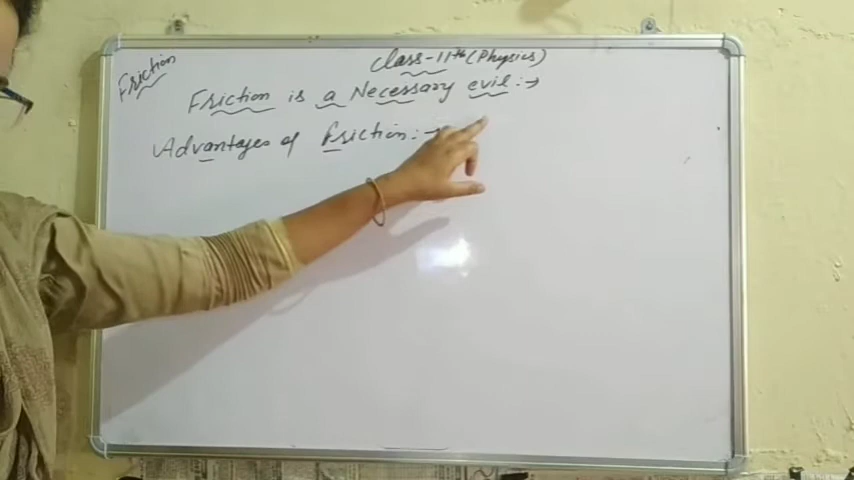 Friction
Class-11th (Physics)
Friction is a Necessary evil:→
Advantages of Friction:→